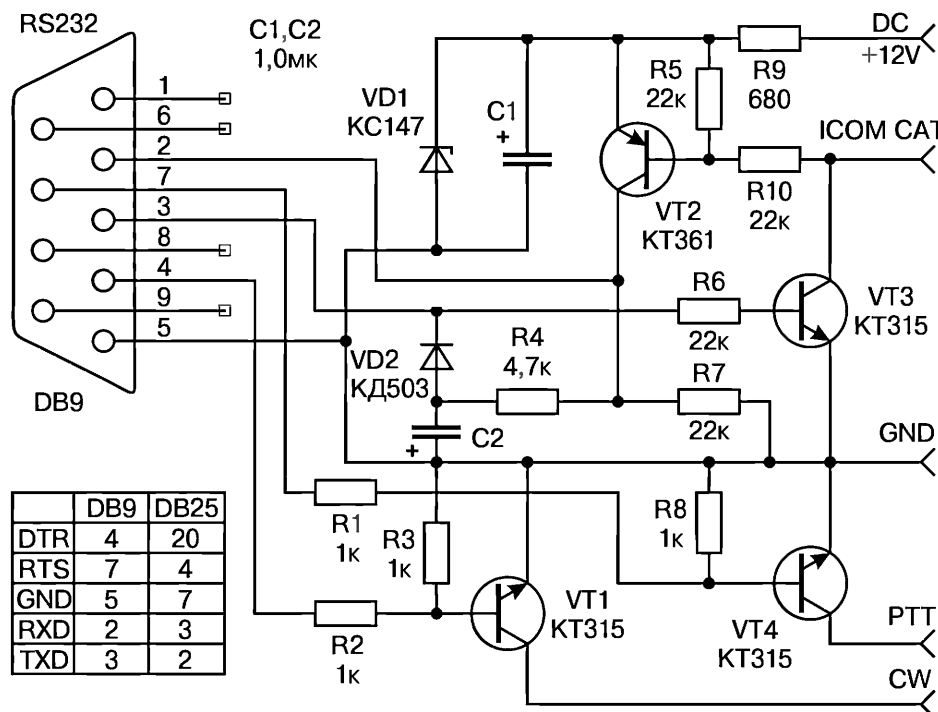 RS232
C1,C2
1,0мк
1
6
2
7
3
8
4
9
5
DB9
VD1
КС147
C1
+
R5
22к
R9
680
DC
+12V
ICOM CAT
VT2
КТ361
R10
22к
R6
22к
VT3
КТ315
VD2
КД503
R4
4,7к
R7
22к
+
C2
GND
R1
1к
R3
1к
R8
1к
R2
1к
VT1
КТ315
VT4
КТ315
PTT
CW
DB9 DB25
DTR 4 20
RTS 7 4
GND 5 7
RXD 2 3
TXD 3 2